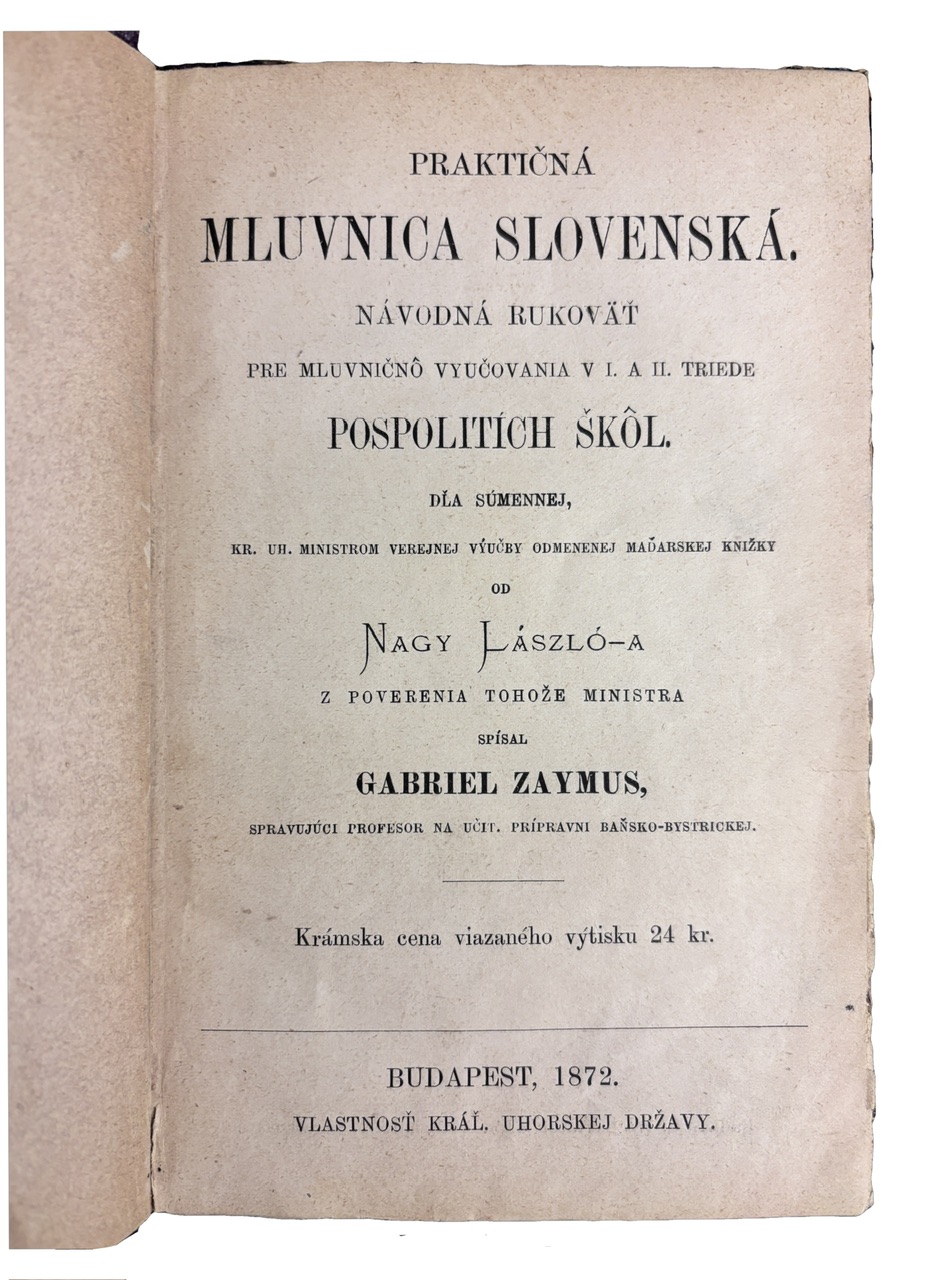 PRAKTIČNÁ
MLUVNICA SLOVENSKÁ.
NÁVODNÁ RUKOVÄŤ
PRE MLUVNIČNÔ VYUČOVANIA V I. A II. TRIEDE
POSPOLITÍCH ŠKÔL.
DĽA SÚMENNEJ,
KR. UH. MINISTROM VEREJNEJ VÝUČBY ODMENENEJ MAĎARSKEJ KNIŽKY
OD
NAGY LÁSZLÓ-A
Z POVERENIA TOHOŽE MINISTRA
SPÍSAL
GABRIEL ZAYMUS,
SPRAVUJÚCI PROFESOR NA UČIT. PRÍPRAVNI BAŇSKO-BYSTRICKEJ.
Krámska cena viazaného výtisku 24 kr.
BUDAPEST, 1872.
VLASTNOSŤ KRÁĽ. UHORSKEJ DRŽAVY.